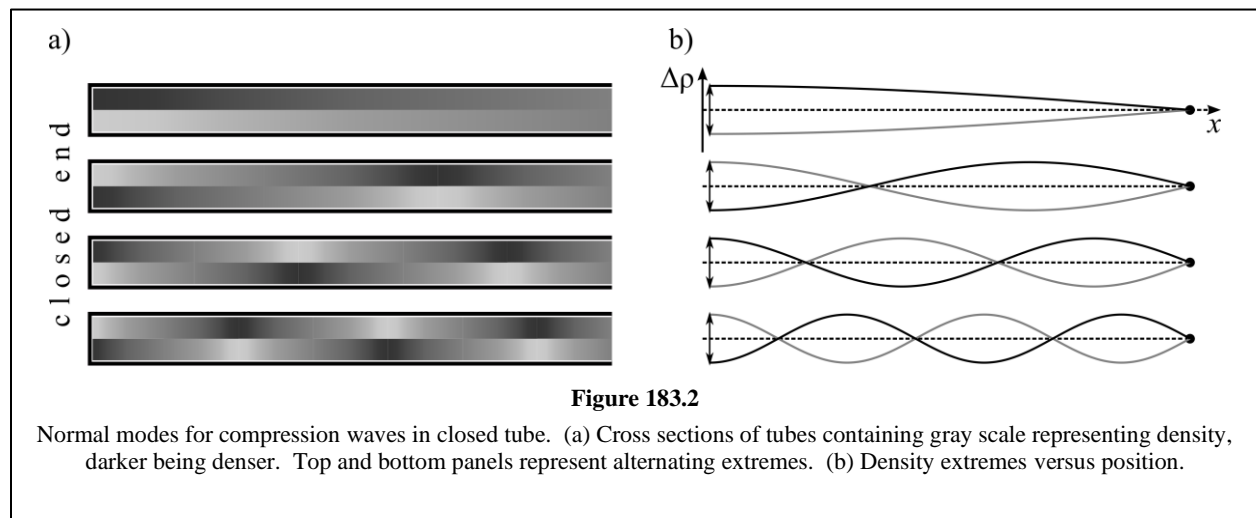 a)
b)
closed end
Δρ
x
Figure 183.2
Normal modes for compression waves in closed tube. (a) Cross sections of tubes containing gray scale representing density,
darker being denser. Top and bottom panels represent alternating extremes. (b) Density extremes versus position.